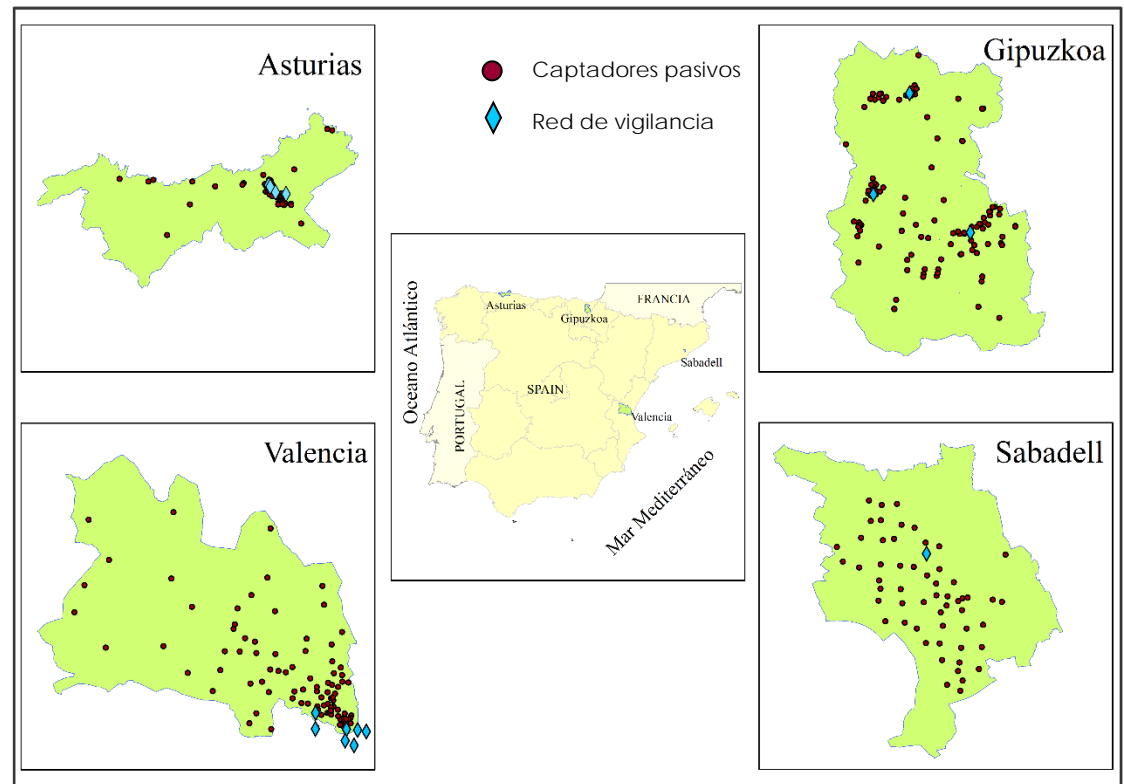 Asturias
Captadores pasivos
Red de vigilancia
Gipuzkoa
Oceano Atlántico
Asturias
Gipuzkoa
FRANCIA
Sabadell
SPAIN
PORTUGAL
Valencia
Mar Mediterráneo
Valencia
Sabadell